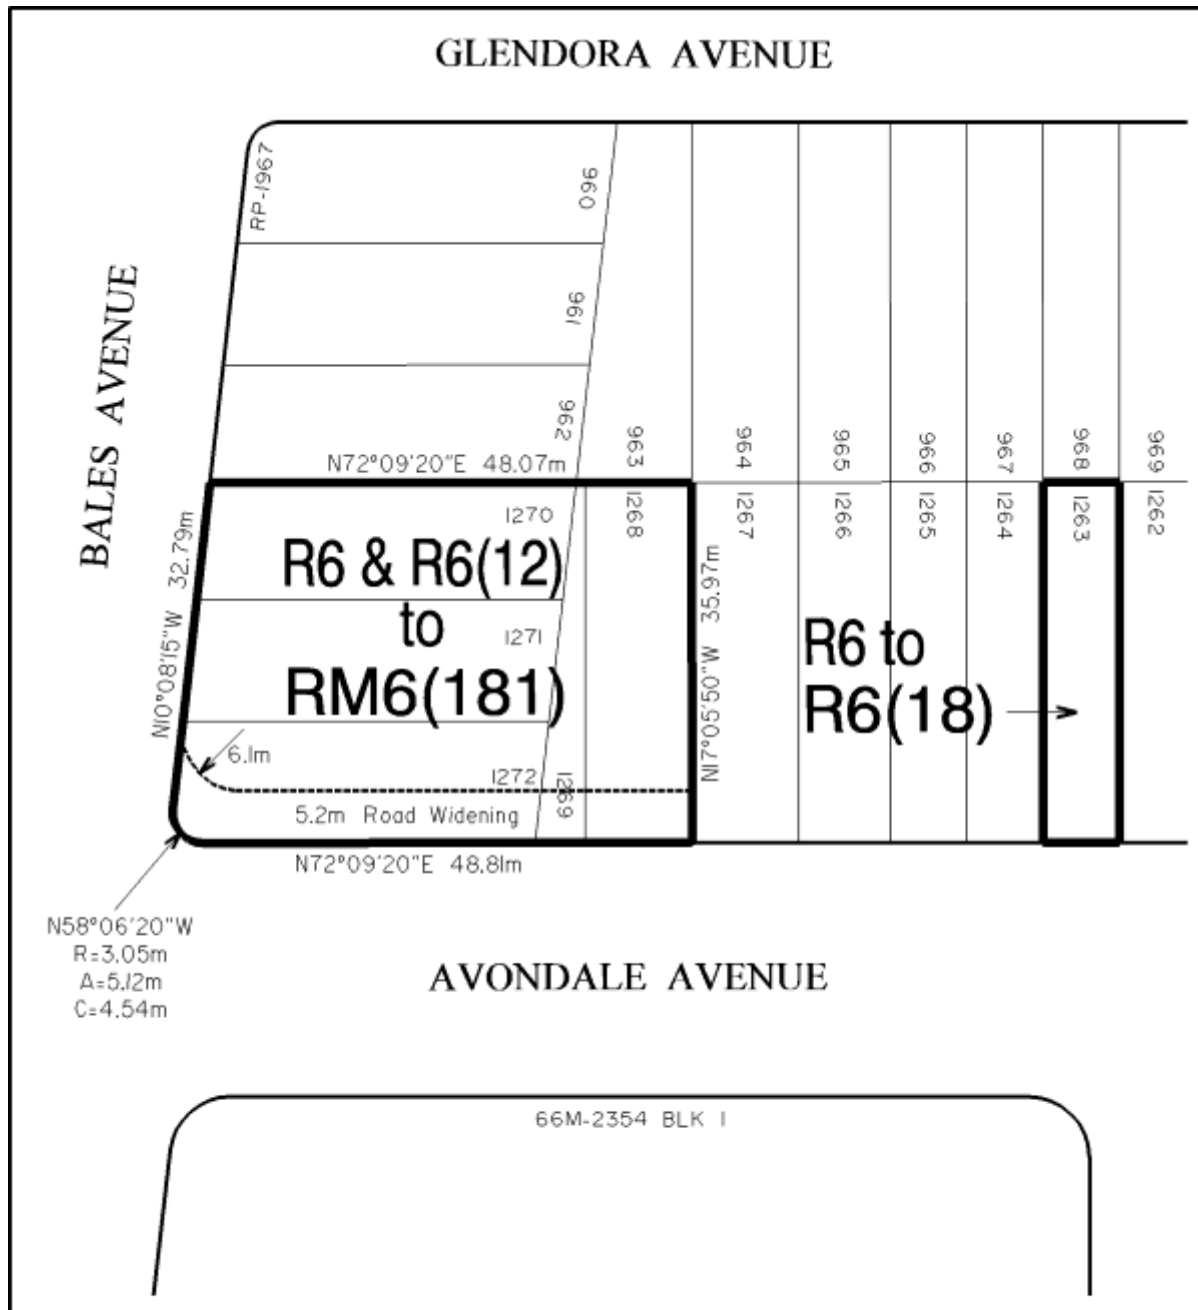 GLENDORA AVENUE
RP-1967
960
961
BALES AVENUE
962
963
964
965
966
967
968
969
N72°09'20"E 48.07m
1270
1268
1267
1266
1265
1264
1263
1262
R6 & R6(12)
to
1271
RM6(181)
N10°08'15"W 32.79m
N17°05'50"W 35.97m
R6 to
R6(18)
6.1m
1272
1269
5.2m Road Widening
N72°09'20"E 48.81m
N58°06'20"W
R=3.05m
A=5.12m
C=4.54m
AVONDALE AVENUE
66M-2354 BLK 1